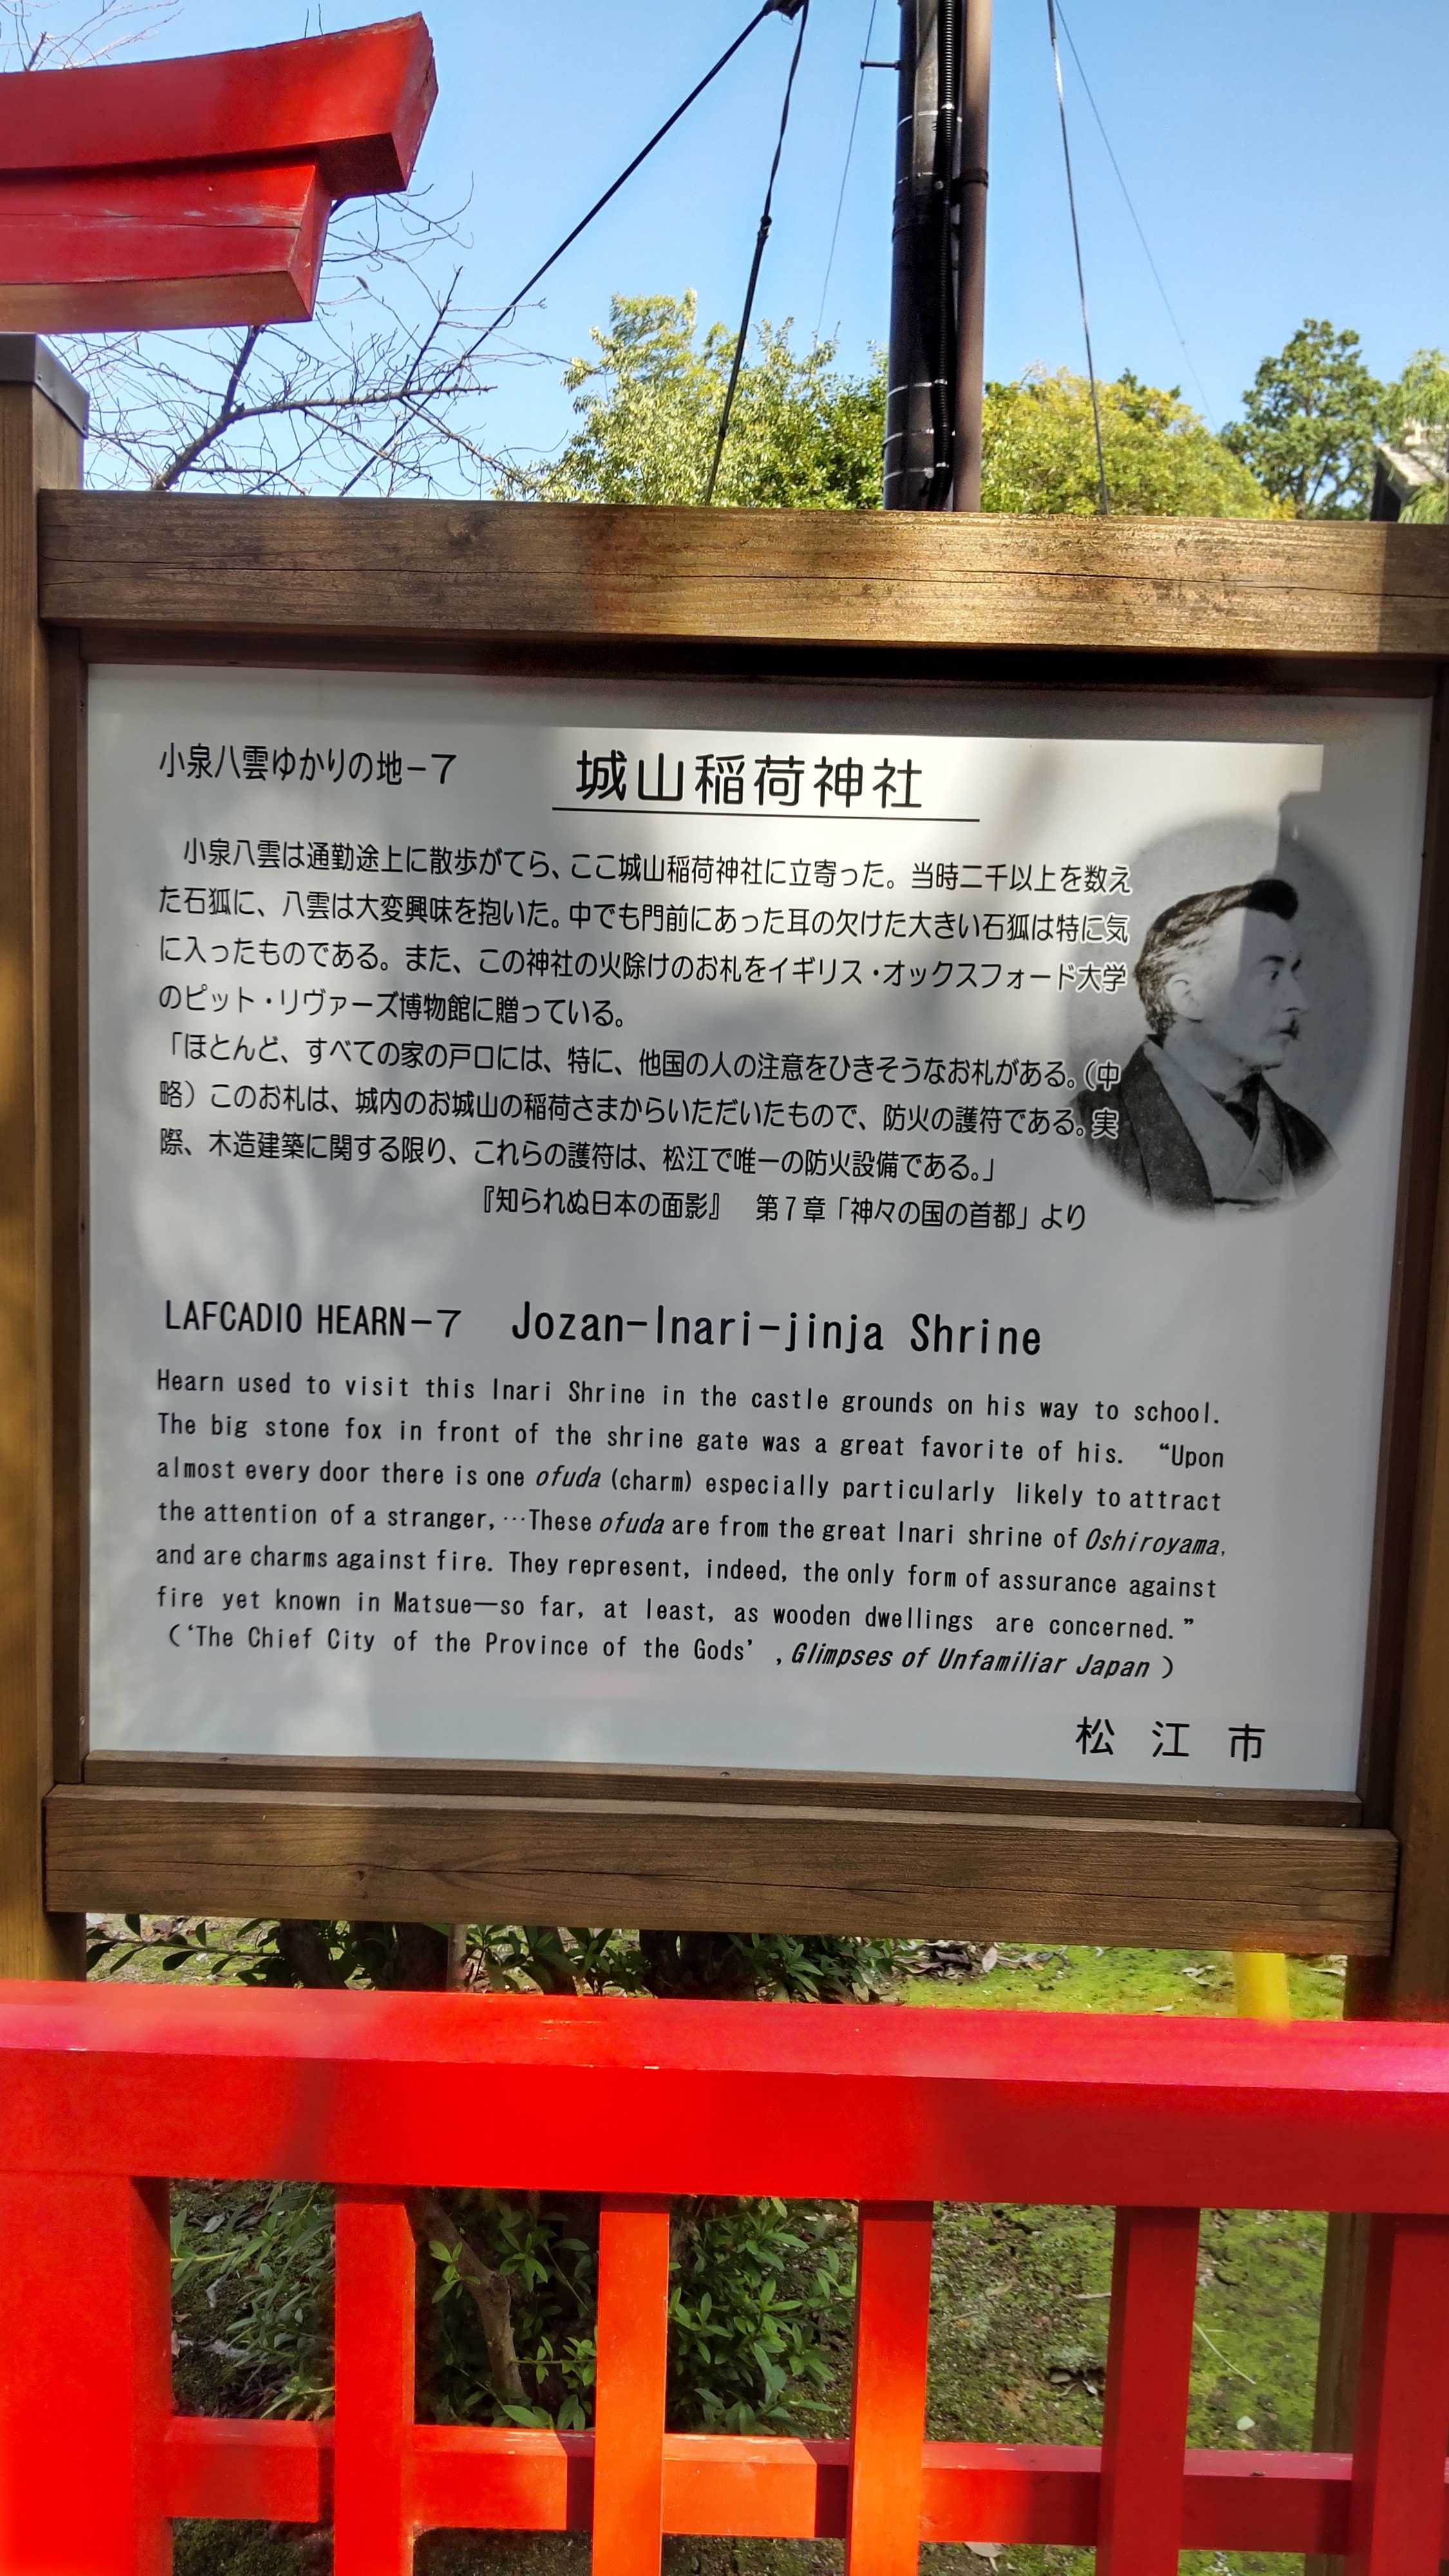 小泉八雲ゆかりの地−7　城山稲荷神社
小泉八雲は通勤途上に散歩がてら、ここ城山稲荷神社に立寄った。当時二千以上を数え
た石狐に、八雲は大変興味を抱いた。中でも門前にあった耳の欠けた大きい石狐は特に気
に入ったものである。また、この神社の火除けのお札をイギリス・オックスフォード大学
のピット・リヴァーズ博物館に贈っている。
「ほとんど、すべての家の戸口には、特に、他国の人の注意をひきそうなお札がある。（中
略）このお札は、城内のお城山の稲荷さまからいただいたもので、防火の護符である。実
際、木造建築に関する限り、これらの護符は、松江で唯一の防火設備である。」
『知られぬ日本の面影』　第7章「神々の国の首都」より
LAFCADIO HEARN−7　Jozan-Inari-jinja Shrine
Hearn used to visit this Inari Shrine in the castle grounds on his way to school.
The big stone fox in front of the shrine gate was a great favorite of his. “Upon
almost every door there is one ofuda (charm) especially particularly likely to attract
the attention of a stranger, …These ofuda are from the great Inari shrine of Oshiroyama,
and are charms against fire. They represent, indeed, the only form of assurance against
fire yet known in Matsue—so far, at least, as wooden dwellings are concerned.”
(‘The Chief City of the Province of the Gods’, Glimpses of Unfamiliar Japan )
松江市